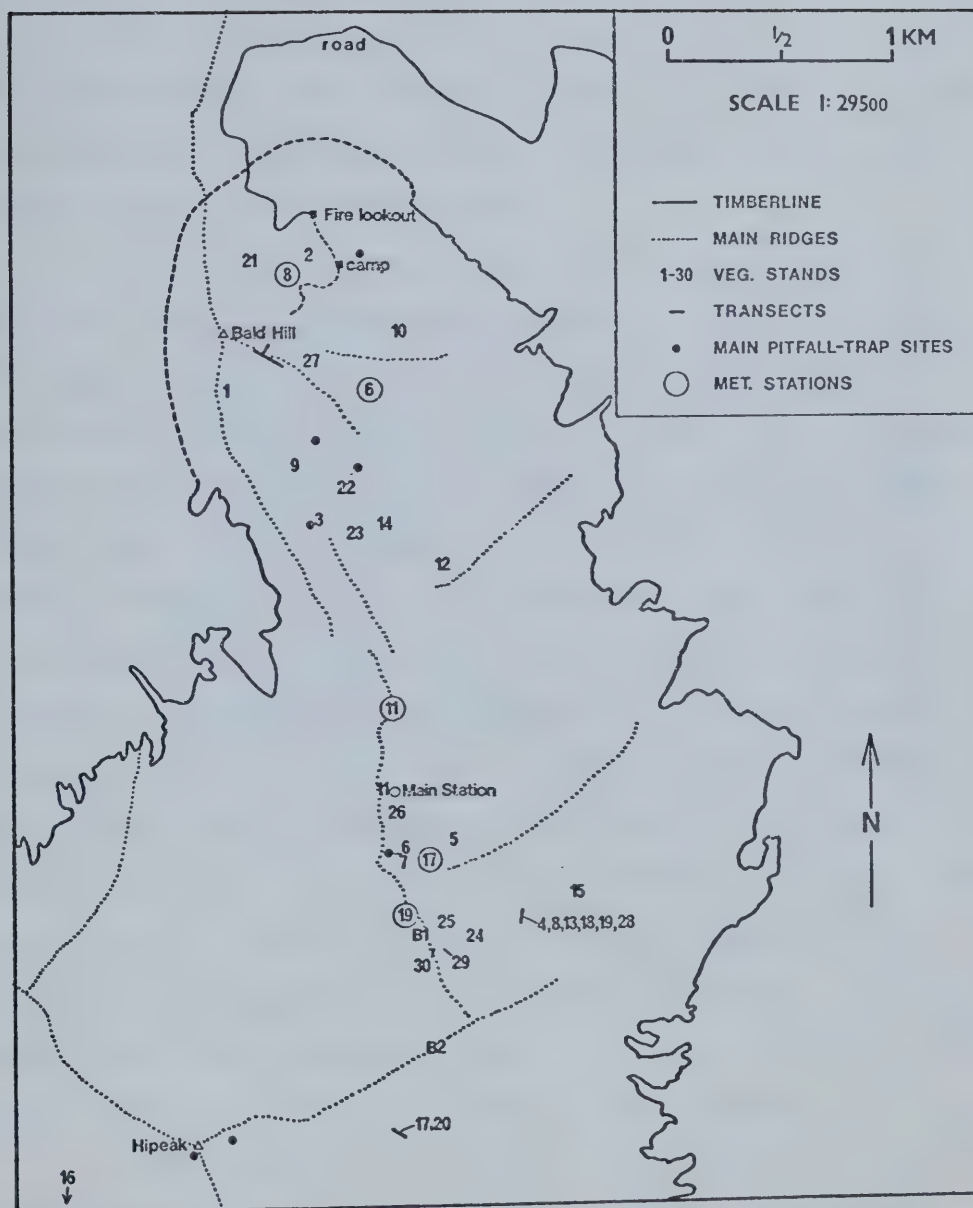 road
0 1/2 1 KM
SCALE 1:29500
TIMBERLINE
MAIN RIDGES
1-30 VEG. STANDS
TRANSECTS
MAIN PITFALL-TRAP SITES
MET. STATIONS
Fire lookout
21
2
8
camp
Bald Hill
10
27
6
1
9
22
3
14
23
12
11
Main Station
26
6
5
7
17
15
19
25
4,8,13,18,19,28
B1
24
30
29
B2
N
17.20
Hipeak
16